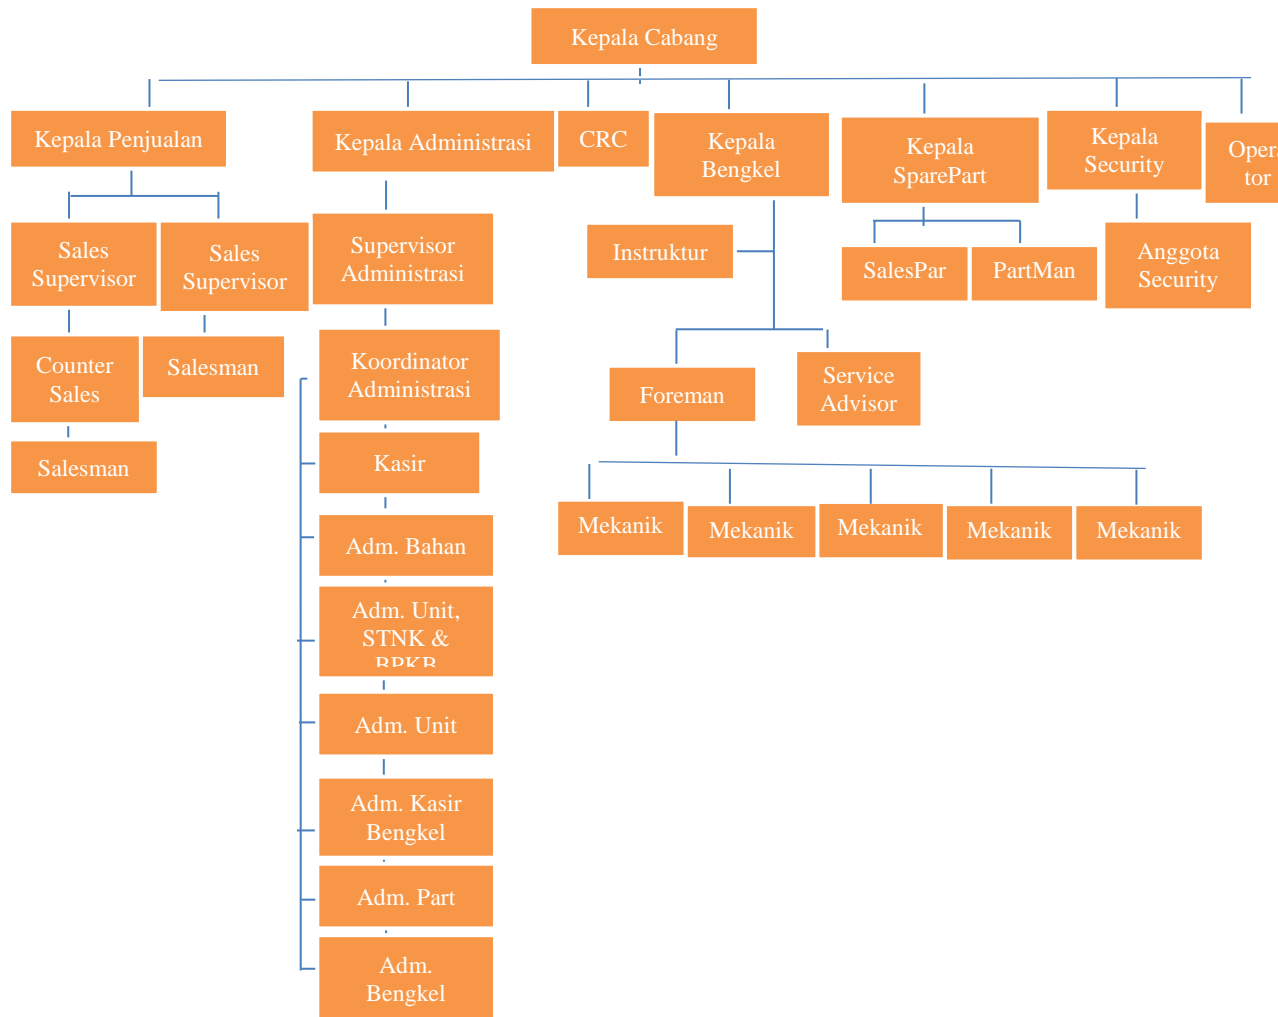 Kepala Cabang
Kepala Penjualan
Kepala Administrasi
CRC
Kepala
Bengkel
Kepala
SparePart
Kepala
Security
Opera
tor
Sales
Supervisor
Sales
Supervisor
Supervisor
Administrasi
Instruktur
SalesPar
PartMan
Anggota
Security
Counter
Sales
Salesman
Koordinator
Administrasi
Foreman
Service
Advisor
Salesman
Kasir
Mekanik
Mekanik
Mekanik
Mekanik
Mekanik
Adm. Bahan
Adm. Unit,
STNK &
BPKB
Adm. Unit
Adm. Kasir
Bengkel
Adm. Part
Adm.
Bengkel